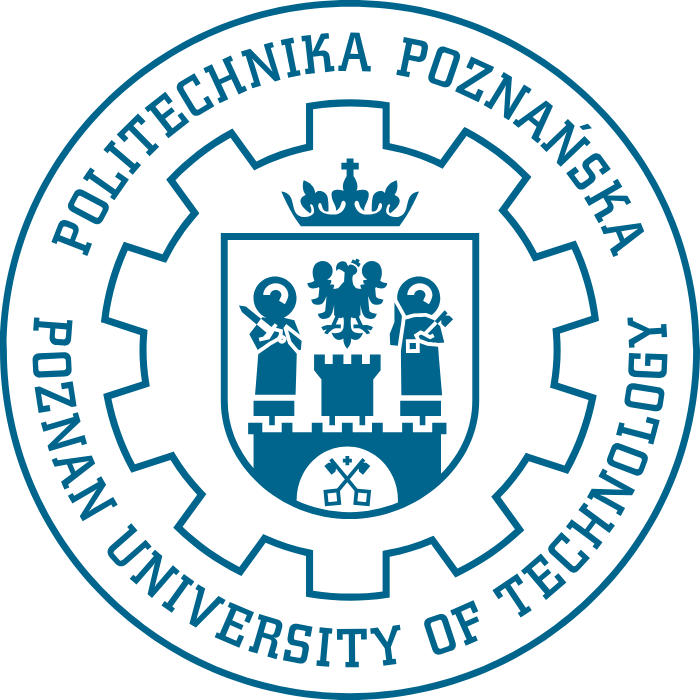 POLITECHNIKA POZNAŃSKA
POZNAN UNIVERSITY OF TECHNOLOGY